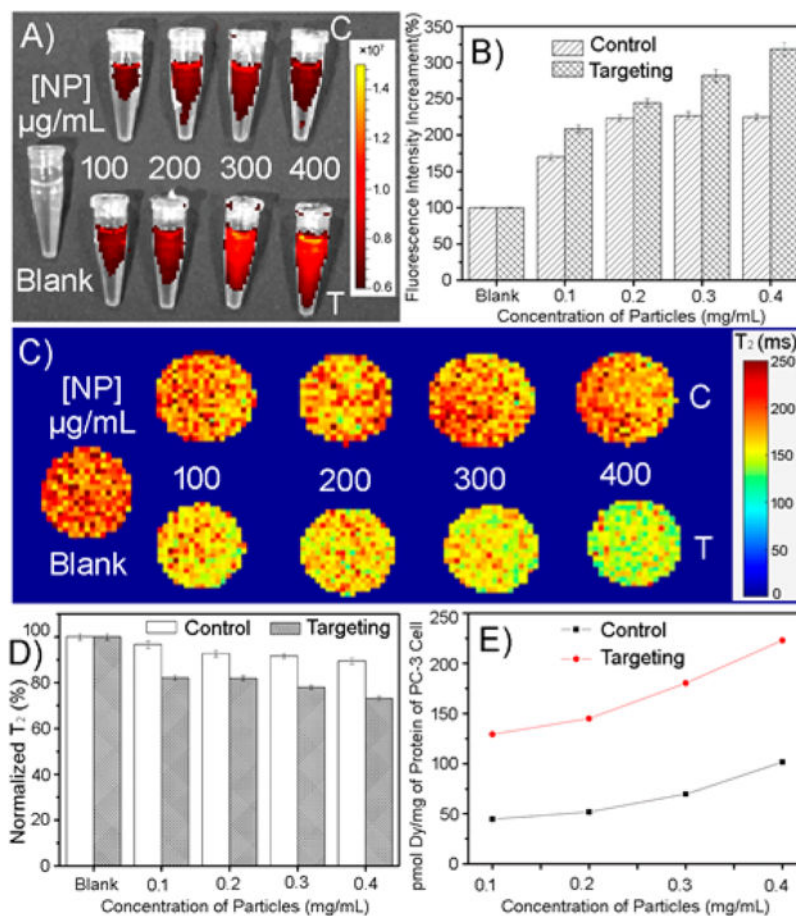 A)
C
×10⁷
[NP]
µg/mL
1.4
1.2
1.0
0.8
0.6
100 200 300 400
Blank
T
B)
Control
Targeting
Fluorescence Intensity Increament(%)
350
300
250
200
150
100
50
0
Blank 0.1 0.2 0.3 0.4
Concentration of Particles (mg/mL)
C)
[NP]
µg/mL
C
100 200 300 400
Blank
T
T₂ (ms)
250
200
150
100
50
0
D)
Control Targeting
Normalized T₂ (%)
100
80
60
40
20
0
Blank 0.1 0.2 0.3 0.4
Concentration of Particles (mg/mL)
E)
Control
Targeting
pmol Dy/mg of Protein of PC-3 Cell
250
200
150
100
50
0
0.1 0.2 0.3 0.4
Concentration of Particles (mg/mL)